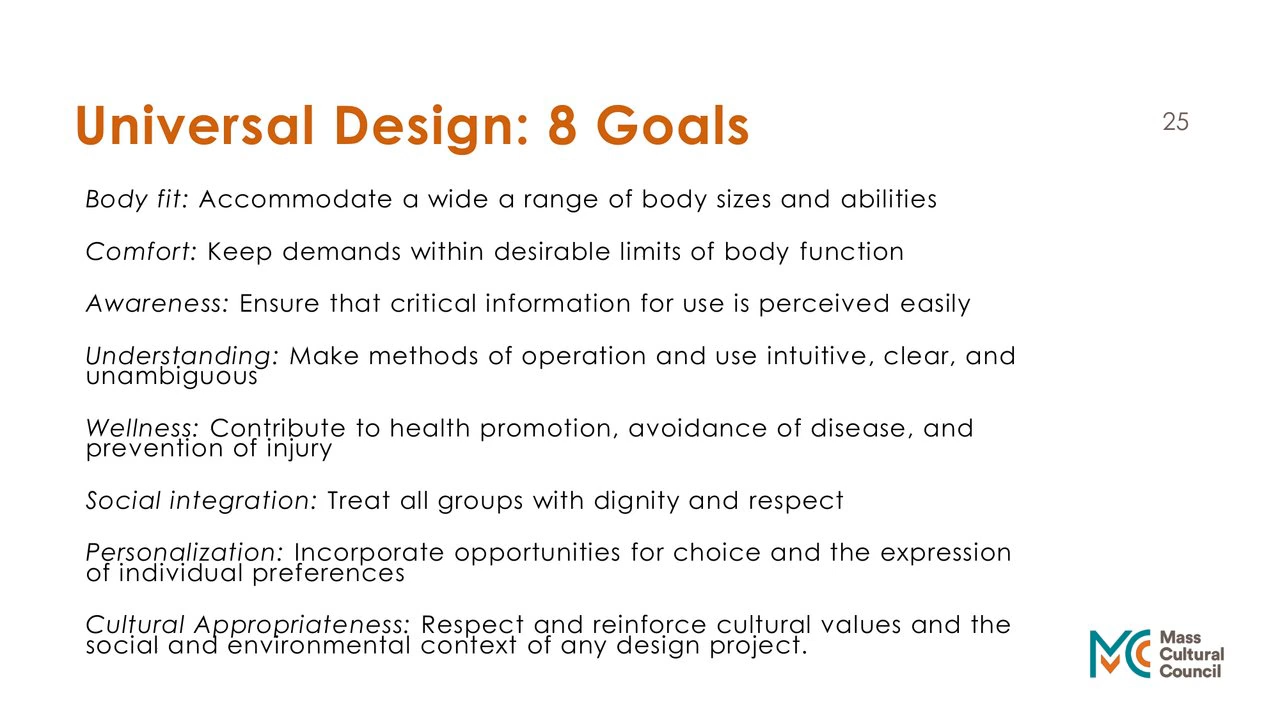 Universal Design: 8 Goals
25
Body fit: Accommodate a wide a range of body sizes and abilities
Comfort: Keep demands within desirable limits of body function
Awareness: Ensure that critical information for use is perceived easily
Understanding: Make methods of operation and use intuitive, clear, and
unambiguous
Wellness: Contribute to health promotion, avoidance of disease, and
prevention of injury
Social integration: Treat all groups with dignity and respect
Personalization: Incorporate opportunities for choice and the expression
of individual preferences
Cultural Appropriateness: Respect and reinforce cultural values and the
social and environmental context of any design project.
MCC
Mass
Cultural
Council